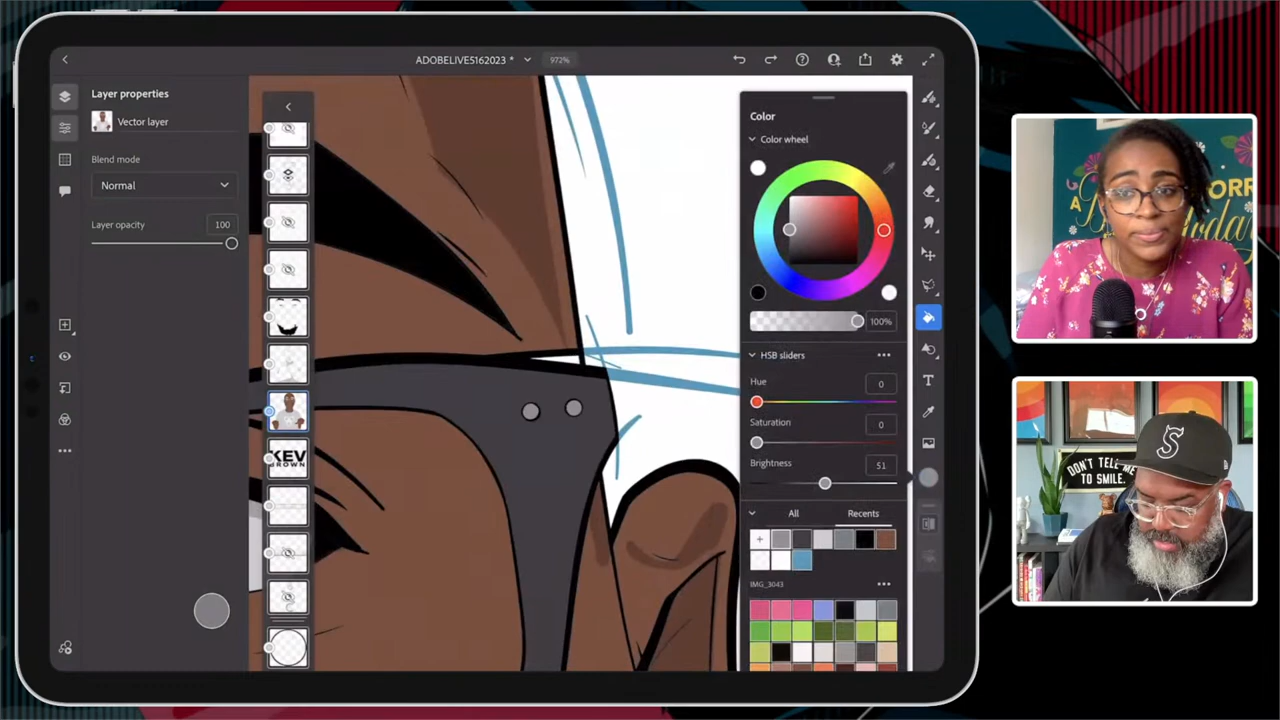 ADOBELIVE5162023 *
972%
Layer properties
Vector layer
Blend mode
Normal
Layer opacity
100
KEV
BROWN
Color
Color wheel
100%
HSB sliders
Hue
0
Saturation
0
Brightness
51
All
Recents
IMG_3043
T
A
S
DON'T TELL ME
TO SMILE.